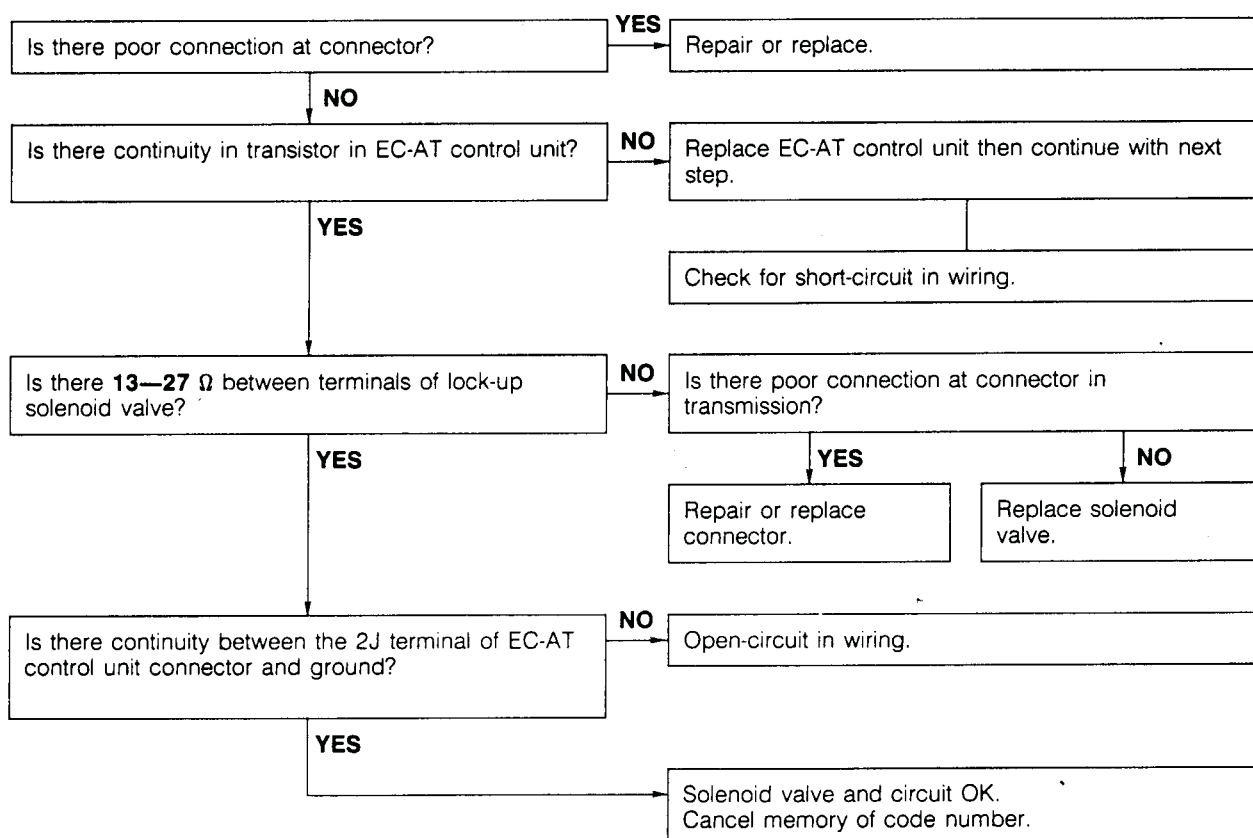 Is there poor connection at connector?
YES
Repair or replace.
NO
Is there continuity in transistor in EC-AT control unit?
NO
Replace EC-AT control unit then continue with next
step.
YES
Check for short-circuit in wiring.
Is there 13—27 Ω between terminals of lock-up
solenoid valve?
NO
Is there poor connection at connector in
transmission?
YES
YES
NO
Repair or replace
connector.
Replace solenoid
valve.
Is there continuity between the 2J terminal of EC-AT
control unit connector and ground?
NO
Open-circuit in wiring.
YES
Solenoid valve and circuit OK.
Cancel memory of code number.